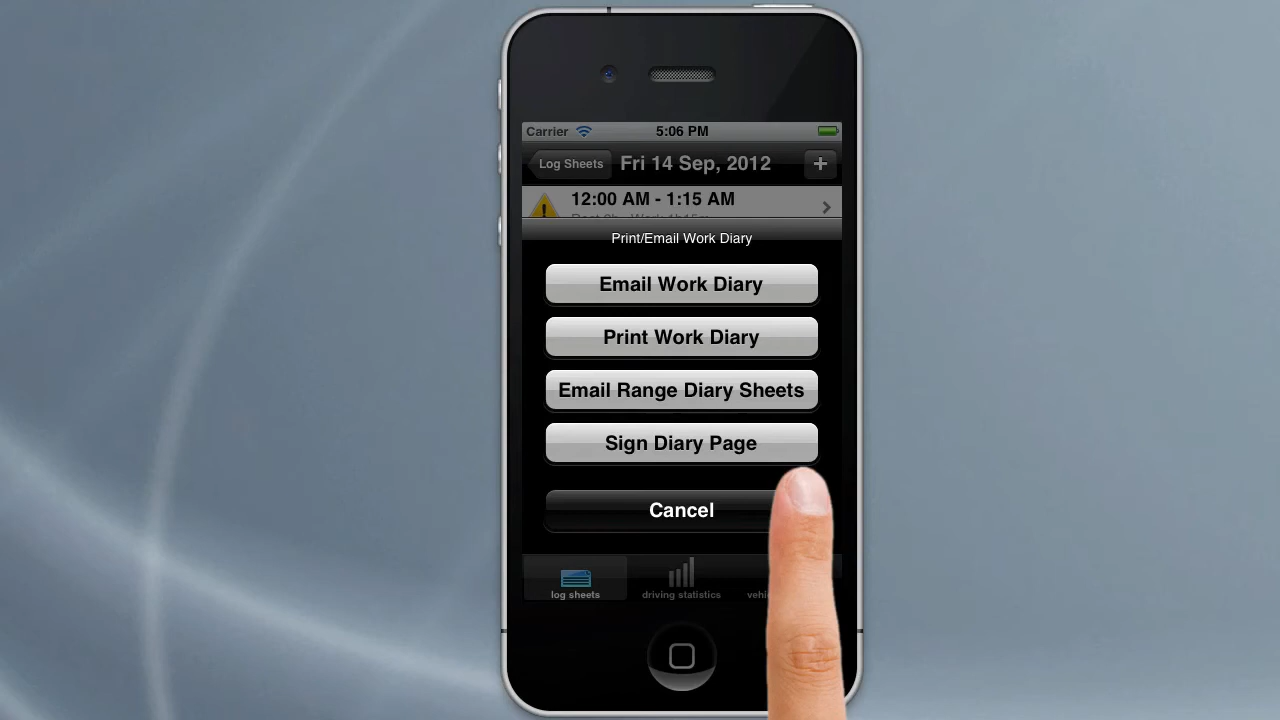 Carrier 5:06 PM
Log Sheets Fri 14 Sep, 2012 +
12:00 AM - 1:15 AM
Print/Email Work Diary
Email Work Diary
Print Work Diary
Email Range Diary Sheets
Sign Diary Page
Cancel
log sheets driving statistics